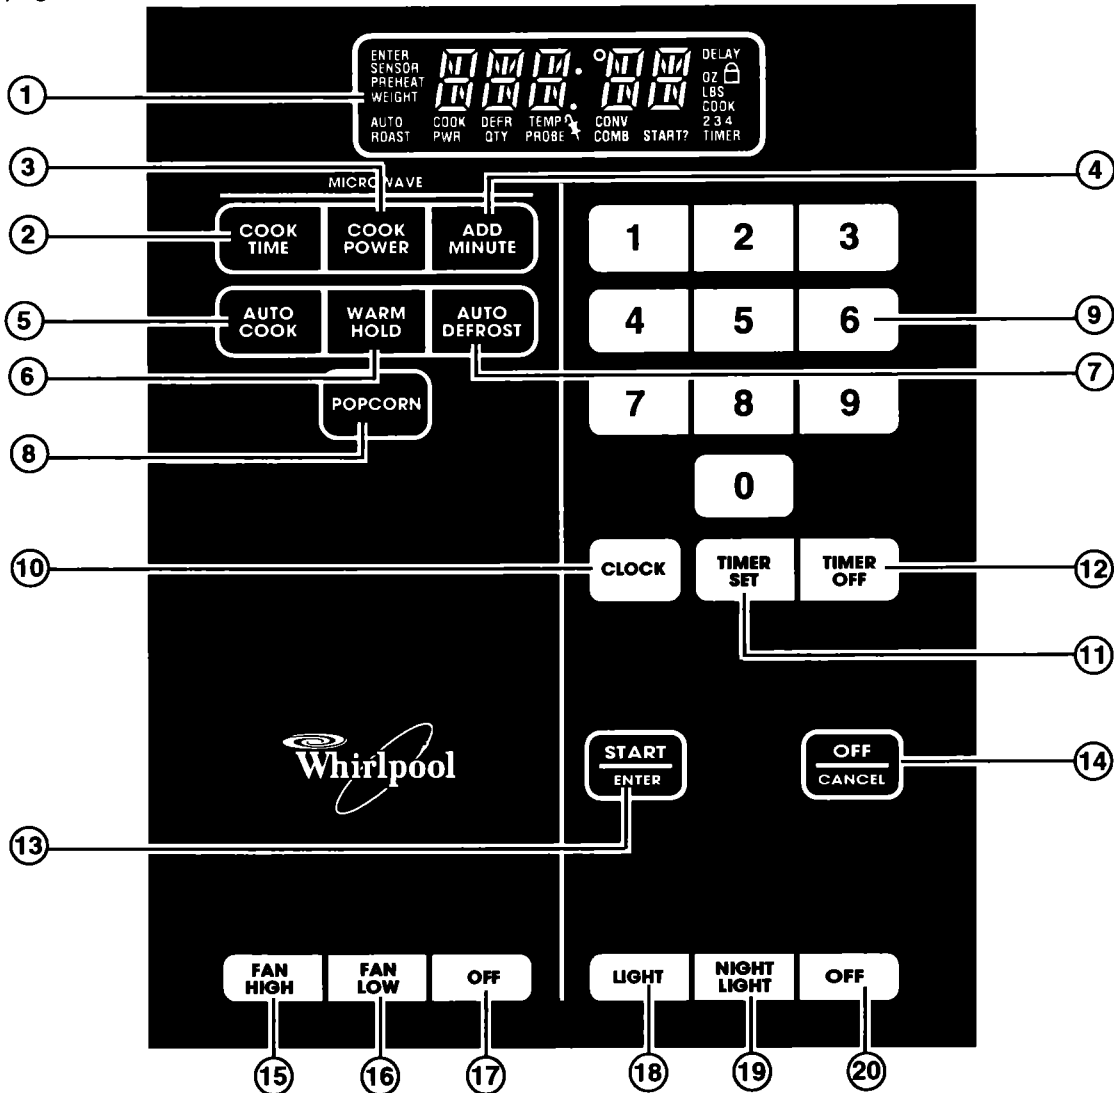 ENTER
SENSOR
PREHEAT
WEIGHT
AUTO
ROAST
COOK
PWR
DEFR
QTY
TEMP
PROBE
CONV
COMB
START?
DELAY
OZ
LBS
COOK
2 3 4
TIMER
1
3
MICROWAVE
4
2
COOK
TIME
COOK
POWER
ADD
MINUTE
1
2
3
5
AUTO
COOK
WARM
HOLD
AUTO
DEFROST
4
5
6
9
6
7
POPCORN
7
8
9
8
0
10
CLOCK
TIMER
SET
TIMER
OFF
12
11
Whirlpool
START
ENTER
OFF
CANCEL
14
13
FAN
HIGH
FAN
LOW
OFF
LIGHT
NIGHT
LIGHT
OFF
15
16
17
18
19
20